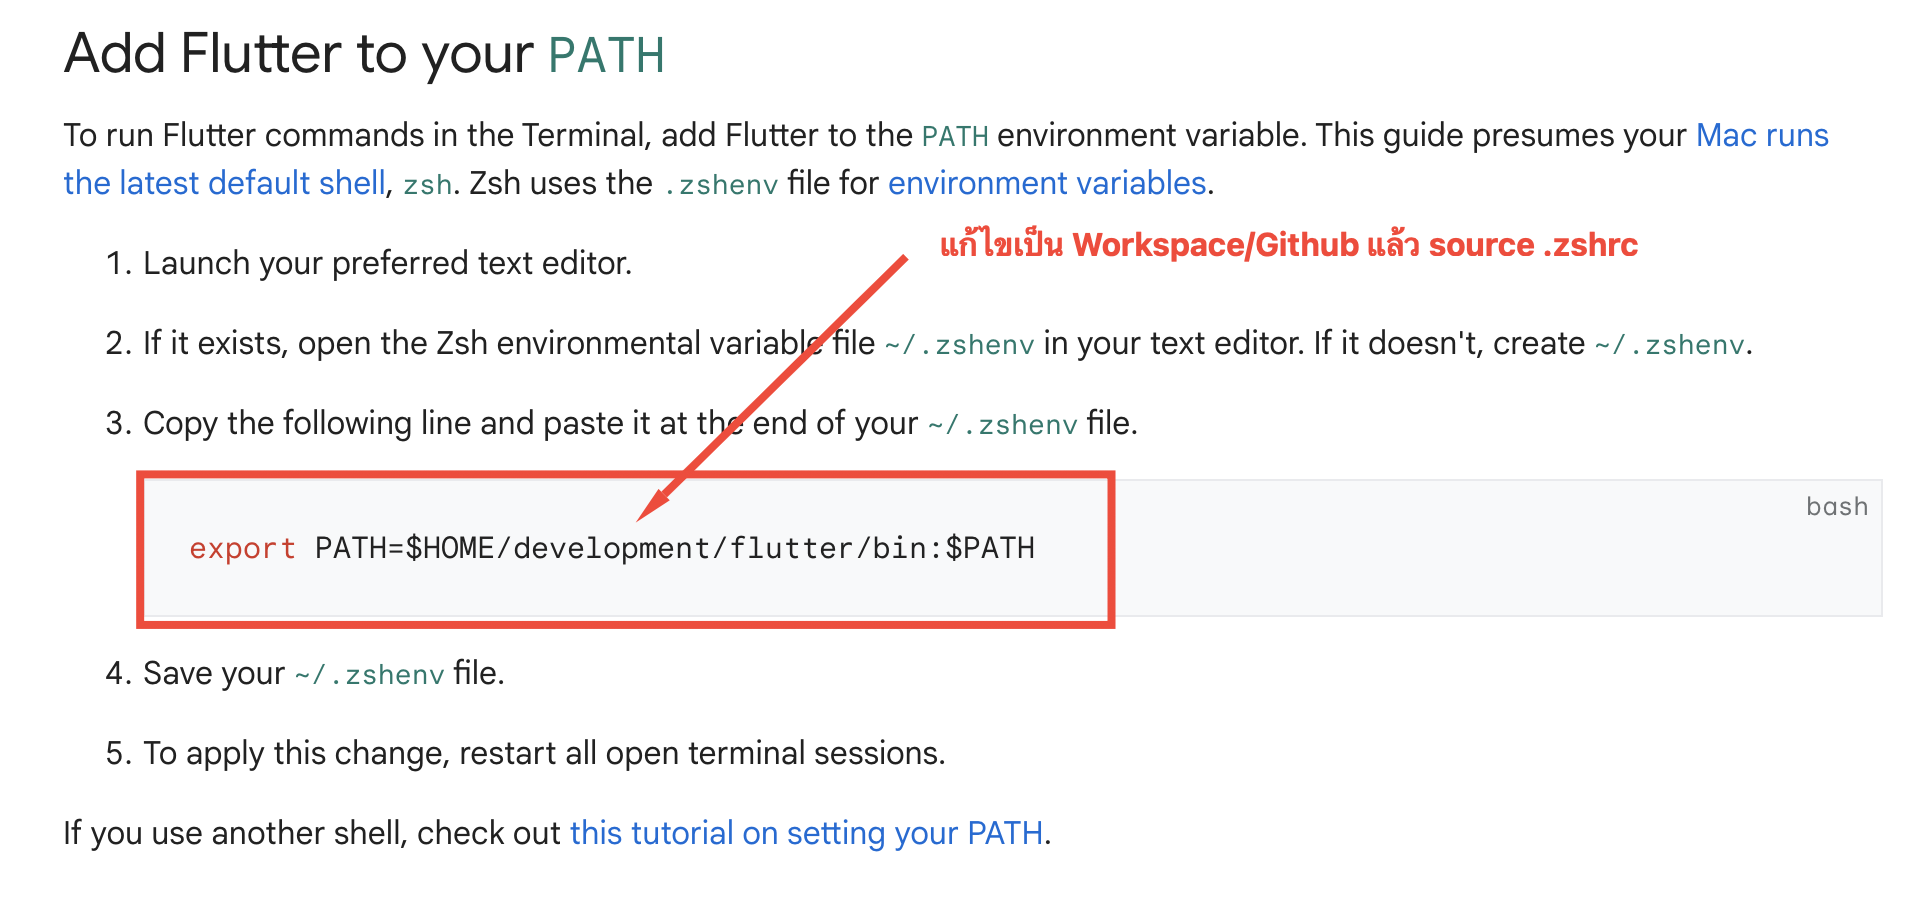 Add Flutter to your PATH
To run Flutter commands in the Terminal, add Flutter to the PATH environment variable. This guide presumes your Mac runs
the latest default shell, zsh. Zsh uses the .zshenv file for environment variables.
แก้ไขเป็น Workspace/Github แล้ว source .zshrc
1. Launch your preferred text editor.
2. If it exists, open the Zsh environmental variable file ~/.zshenv in your text editor. If it doesn't, create ~/.zshenv.
3. Copy the following line and paste it at the end of your ~/.zshenv file.
bash
export PATH=$HOME/development/flutter/bin:$PATH
4. Save your ~/.zshenv file.
5. To apply this change, restart all open terminal sessions.
If you use another shell, check out this tutorial on setting your PATH.